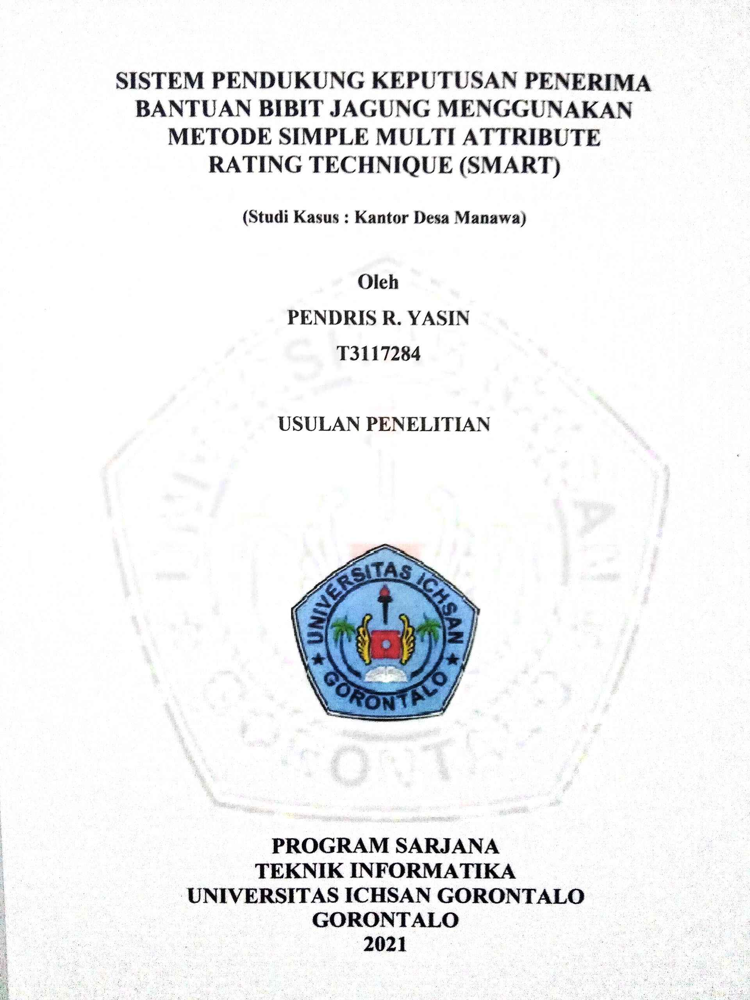 SISTEM PENDUKUNG KEPUTUSAN PENERIMA
BANTUAN BIBIT JAGUNG MENGGUNAKAN
METODE SIMPLE MULTI ATTRIBUTE
RATING TECHNIQUE (SMART)
(Studi Kasus : Kantor Desa Manawa)
Oleh
PENDRIS R. YASIN
T3117284
USULAN PENELITIAN
UNIVERSITAS ICHSAN
GORONTALO
PROGRAM SARJANA
TEKNIK INFORMATIKA
UNIVERSITAS ICHSAN GORONTALO
GORONTALO
2021